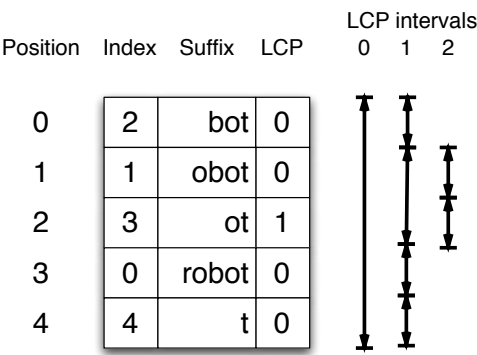 LCP intervals
Position Index Suffix LCP 0 1 2
0 2 bot 0
1 1 obot 0
2 3 ot 1
3 0 robot 0
4 4 t 0